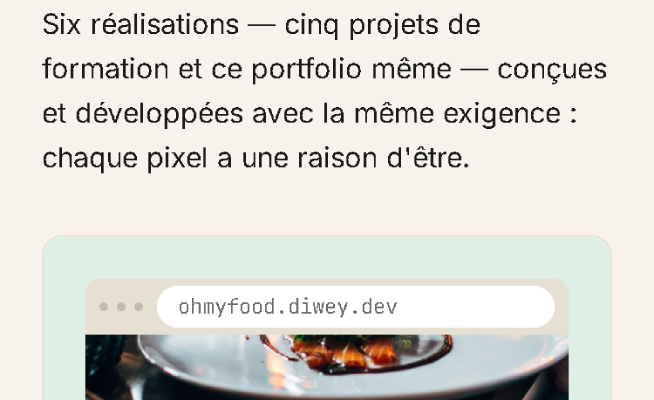 Six réalisations — cinq projets de
formation et ce portfolio même — conçues
et développées avec la même exigence :
chaque pixel a une raison d'être.
ohmyfood.diwey.dev